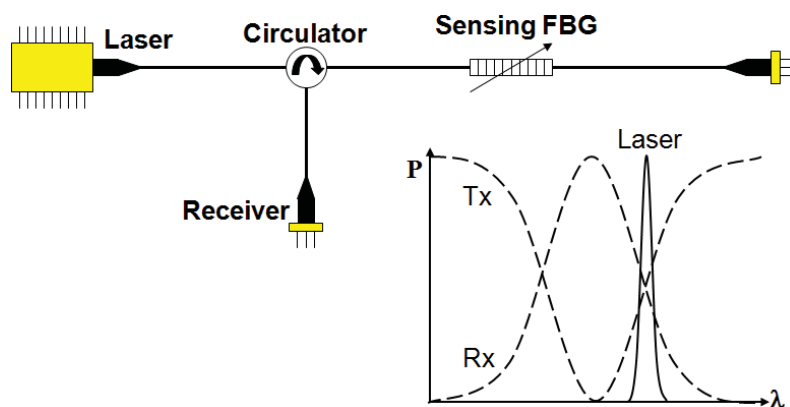 Laser
Circulator
Sensing FBG
Receiver
Laser
P
Tx
Rx
λ